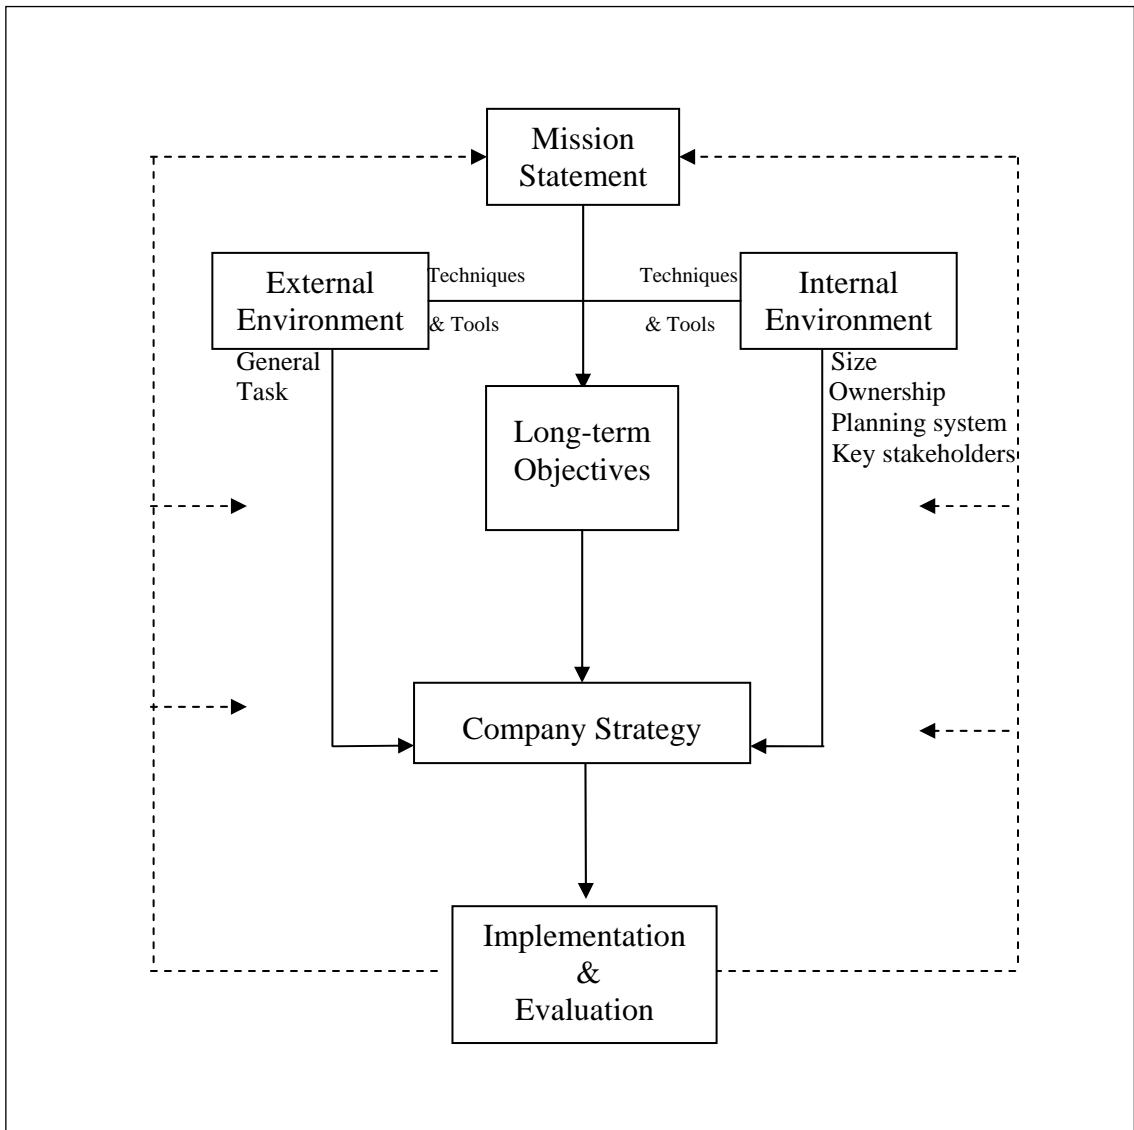 Mission
Statement
External
Environment
Techniques
& Tools
Techniques
& Tools
Internal
Environment
General
Task
Size
Ownership
Planning system
Key stakeholders
Long-term
Objectives
Company Strategy
Implementation
&
Evaluation